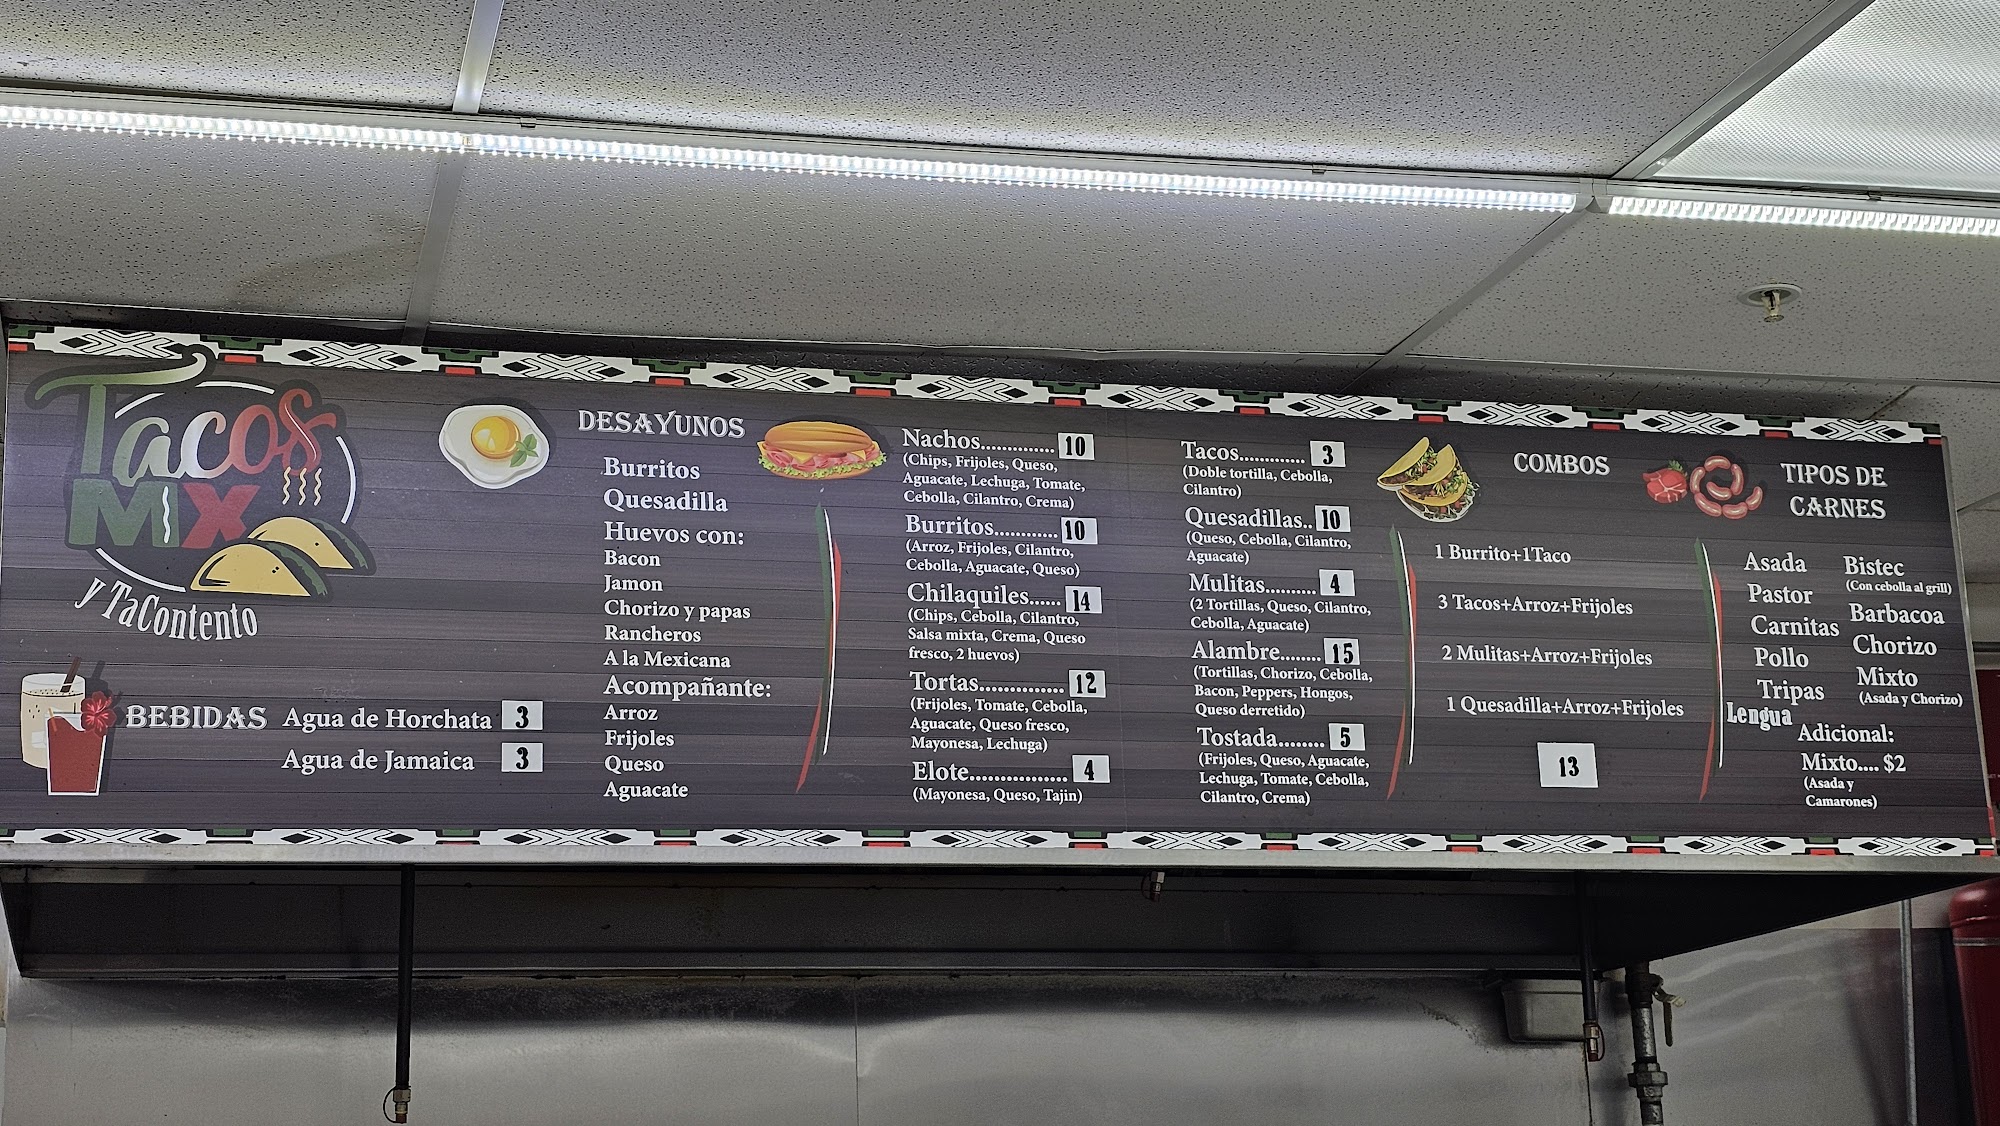 Tacos
MIX
y TaContento
BEBIDAS
Agua de Horchata 3
Agua de Jamaica 3
DESAYUNOS
Burritos
Quesadilla
Huevos con:
Bacon
Jamon
Chorizo y papas
Rancheros
A la Mexicana
Acompañante:
Arroz
Frijoles
Queso
Aguacate
Nachos.............. 10
(Chips, Frijoles, Queso,
Aguacate, Lechuga, Tomate,
Cebolla, Cilantro, Crema)
Burritos............ 10
(Arroz, Frijoles, Cilantro,
Cebolla, Aguacate, Queso)
Chilaquiles...... 14
(Chips, Cebolla, Cilantro,
Salsa mixta, Crema, Queso
fresco, 2 huevos)
Tortas................ 12
(Frijoles, Tomate, Cebolla,
Aguacate, Queso fresco,
Mayonesa, Lechuga)
Elote.................. 4
(Mayonesa, Queso, Tajin)
Tacos............. 3
(Doble tortilla, Cebolla,
Cilantro)
Quesadillas.. 10
(Queso, Cebolla, Cilantro,
Aguacate)
Mulitas.......... 4
(2 Tortillas, Queso, Cilantro,
Cebolla, Aguacate)
Alambre........ 15
(Tortillas, Chorizo, Cebolla,
Bacon, Peppers, Hongos,
Queso derretido)
Tostada......... 5
(Frijoles, Queso, Aguacate,
Lechuga, Tomate, Cebolla,
Cilantro, Crema)
COMBOS
1 Burrito+1Taco
3 Tacos+Arroz+Frijoles
2 Mulitas+Arroz+Frijoles
1 Quesadilla+Arroz+Frijoles
13
TIPOS DE
CARNES
Asada
Pastor
Carnitas
Pollo
Tripas
Lengua
Bistec
(Con cebolla al grill)
Barbacoa
Chorizo
Mixto
(Asada y Chorizo)
Adicional:
Mixto.... $2
(Asada y
Camarones)